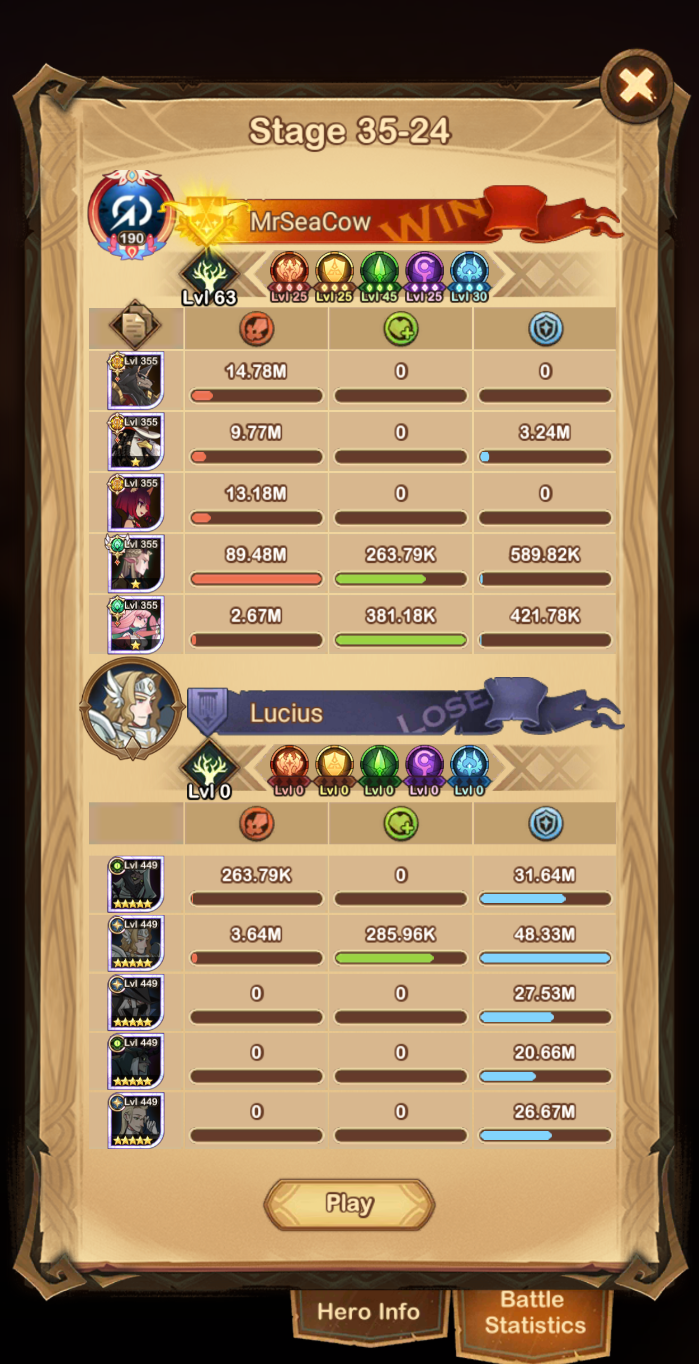 Stage 35-24
190
MrSeaCow
WIN
Lvl 63
Lvl 25 Lvl 25 Lvl 45 Lvl 25 Lvl 30
Lvl 355
14.78M 0 0
Lvl 355
9.77M 0 3.24M
Lvl 355
13.18M 0 0
Lvl 355
89.48M 263.79K 589.82K
Lvl 355
2.67M 381.18K 421.78K
Lucius
LOSE
Lvl 0
Lvl 0 Lvl 0 Lvl 0 Lvl 0 Lvl 0
Lvl 449
263.79K 0 31.64M
Lvl 449
3.64M 285.96K 48.33M
Lvl 449
0 0 27.53M
Lvl 449
0 0 20.66M
Lvl 449
0 0 26.67M
Play
Hero Info
Battle
Statistics